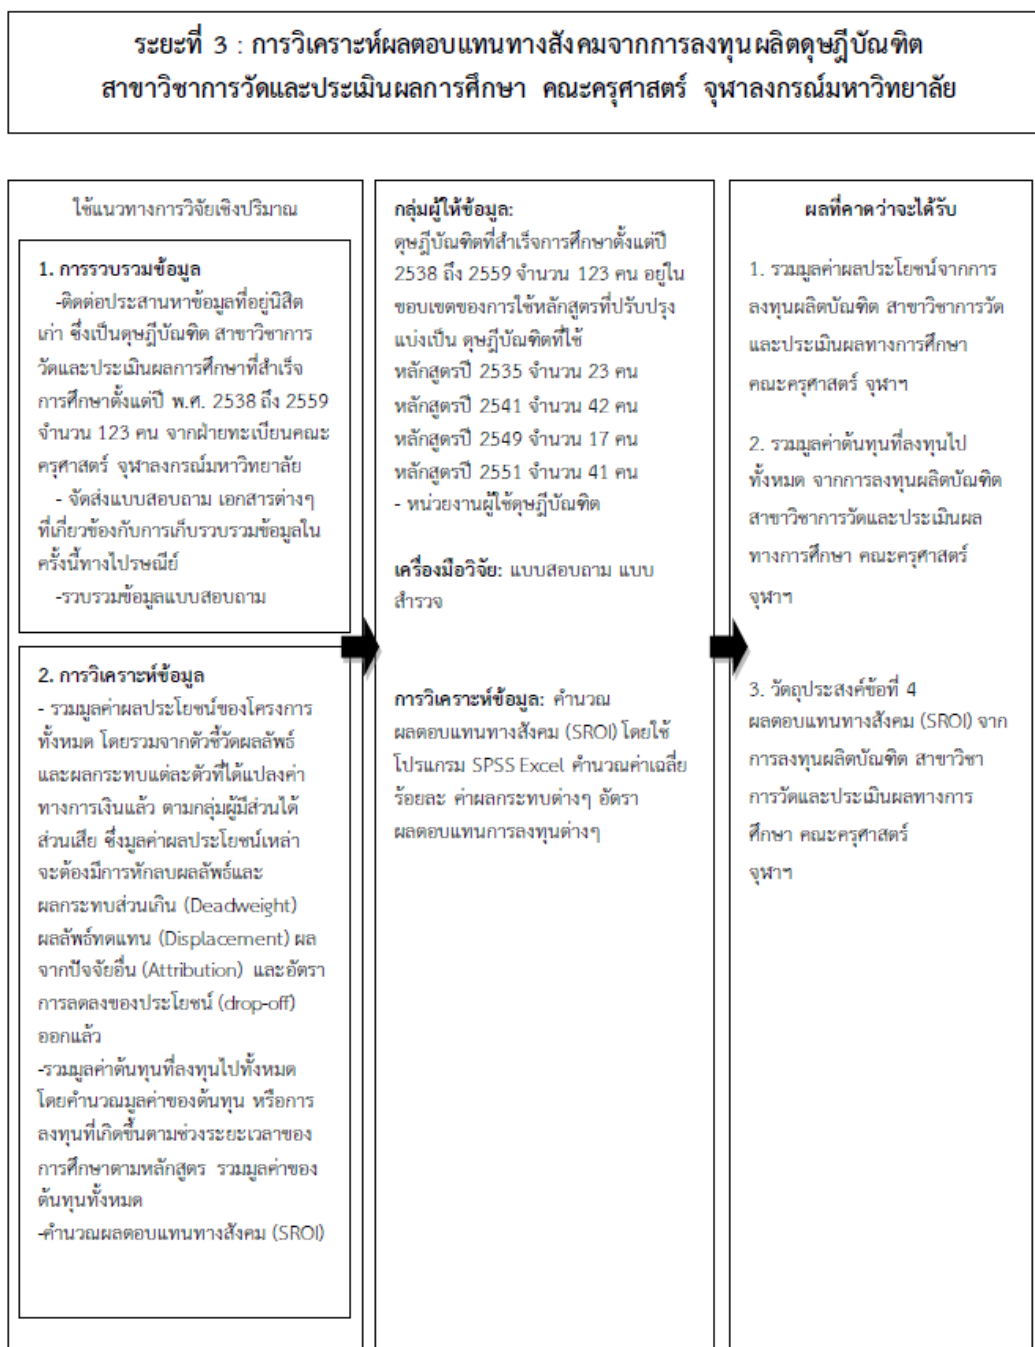 ระยะที่ 3 : การวิเคราะห์ผลตอบแทนทางสังคมจากการลงทุนผลิตดุษฎีบัณฑิต
สาขาวิชาการวัดและประเมินผลการศึกษา คณะครุศาสตร์ จุฬาลงกรณ์มหาวิทยาลัย
ใช้แนวทางการวิจัยเชิงปริมาณ
1. การรวบรวมข้อมูล
-ติดต่อประสานหาข้อมูลที่อยู่นิสิต
เก่า ซึ่งเป็นดุษฎีบัณฑิต สาขาวิชาการ
วัดและประเมินผลการศึกษาที่สำเร็จ
การศึกษาตั้งแต่ปี พ.ศ. 2538 ถึง 2559
จำนวน 123 คน จากฝ่ายทะเบียนคณะ
ครุศาสตร์ จุฬาลงกรณ์มหาวิทยาลัย
- จัดส่งแบบสอบถาม เอกสารต่างๆ
ที่เกี่ยวข้องกับการเก็บรวบรวมข้อมูลใน
ครั้งนี้ทางไปรษณีย์
-รวบรวมข้อมูลแบบสอบถาม
2. การวิเคราะห์ข้อมูล
- รวมมูลค่าผลประโยชน์ของโครงการ
ทั้งหมด โดยรวมจากตัวชี้วัดผลลัพธ์
และผลกระทบแต่ละตัวที่ได้แปลงค่า
ทางการเงินแล้ว ตามกลุ่มผู้มีส่วนได้
ส่วนเสีย ซึ่งมูลค่าผลประโยชน์เหล่า
จะต้องมีการหักลบผลลัพธ์และ
ผลกระทบส่วนเกิน (Deadweight)
ผลลัพธ์ทดแทน (Displacement) ผล
จากปัจจัยอื่น (Attribution) และอัตรา
การลดลงของประโยชน์ (drop-off)
ออกแล้ว
-รวมมูลค่าต้นทุนที่ลงทุนไปทั้งหมด
โดยคำนวณมูลค่าของต้นทุน หรือการ
ลงทุนที่เกิดขึ้นตามช่วงระยะเวลาของ
การศึกษาตามหลักสูตร รวมมูลค่าของ
ต้นทุนทั้งหมด
-คำนวณผลตอบแทนทางสังคม (SROI)
กลุ่มผู้ให้ข้อมูล:
ดุษฎีบัณฑิตที่สำเร็จการศึกษาตั้งแต่ปี
2538 ถึง 2559 จำนวน 123 คน อยู่ใน
ขอบเขตของการใช้หลักสูตรที่ปรับปรุง
แบ่งเป็น ดุษฎีบัณฑิตที่ใช้
หลักสูตรปี 2535 จำนวน 23 คน
หลักสูตรปี 2541 จำนวน 42 คน
หลักสูตรปี 2549 จำนวน 17 คน
หลักสูตรปี 2551 จำนวน 41 คน
- หน่วยงานผู้ใช้ดุษฎีบัณฑิต
เครื่องมือวิจัย: แบบสอบถาม แบบ
สำรวจ
การวิเคราะห์ข้อมูล: คำนวณ
ผลตอบแทนทางสังคม (SROI) โดยใช้
โปรแกรม SPSS Excel คำนวณค่าเฉลี่ย
ร้อยละ ค่าผลกระทบต่างๆ อัตรา
ผลตอบแทนการลงทุนต่างๆ
ผลที่คาดว่าจะได้รับ
1. รวมมูลค่าผลประโยชน์จากการ
ลงทุนผลิตบัณฑิต สาขาวิชาการวัด
และประเมินผลทางการศึกษา
คณะครุศาสตร์ จุฬาฯ
2. รวมมูลค่าต้นทุนที่ลงทุนไป
ทั้งหมด จากการลงทุนผลิตบัณฑิต
สาขาวิชาการวัดและประเมินผล
ทางการศึกษา คณะครุศาสตร์
จุฬาฯ
3. วัตถุประสงค์ข้อที่ 4
ผลตอบแทนทางสังคม (SROI) จาก
การลงทุนผลิตบัณฑิต สาขาวิชา
การวัดและประเมินผลทางการ
ศึกษา คณะครุศาสตร์
จุฬาฯ